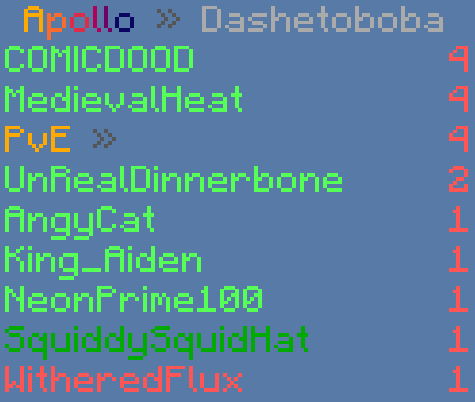 Apollo » Dashetoboba
COMICDOOD 4
MedievalHeat 4
PvE » 4
UnRealDinnerbone 2
AngyCat 1
King_Aiden 1
NeonPrime100 1
SquiddySquidHat 1
WitheredFlux 1